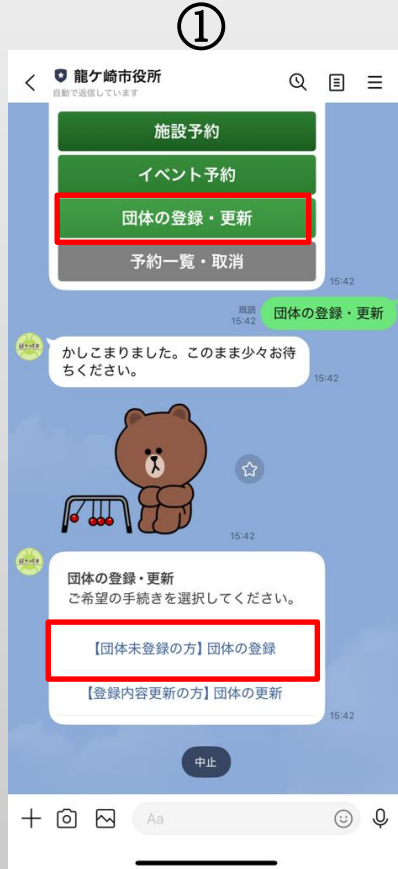 ①
龍ケ崎市役所
自動で返信しています
施設予約
イベント予約
団体の登録・更新
予約一覧・取消
15:42
既読
15:42
団体の登録・更新
かしこまりました。このまま少々お待
ちください。
15:42
15:42
団体の登録・更新
ご希望の手続きを選択してください。
【団体未登録の方】団体の登録
【登録内容更新の方】団体の更新
15:42
中止
Aa